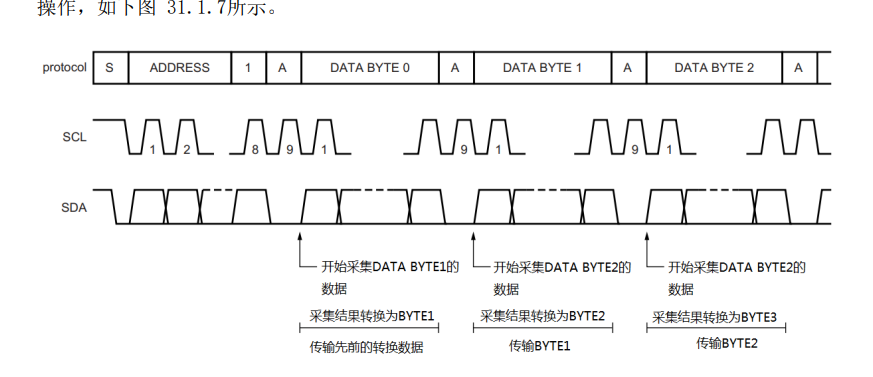 操作，如下图 31.1.7所示。
protocol S ADDRESS 1 A DATA BYTE 0 A DATA BYTE 1 A DATA BYTE 2 A
SCL 1 2 8 9 1 9 1 9 1
SDA
开始采集DATA BYTE1的
数据
开始采集DATA BYTE2的
数据
开始采集DATA BYTE2的
数据
采集结果转换为BYTE1
采集结果转换为BYTE2
采集结果转换为BYTE3
传输先前的转换数据
传输BYTE1
传输BYTE2